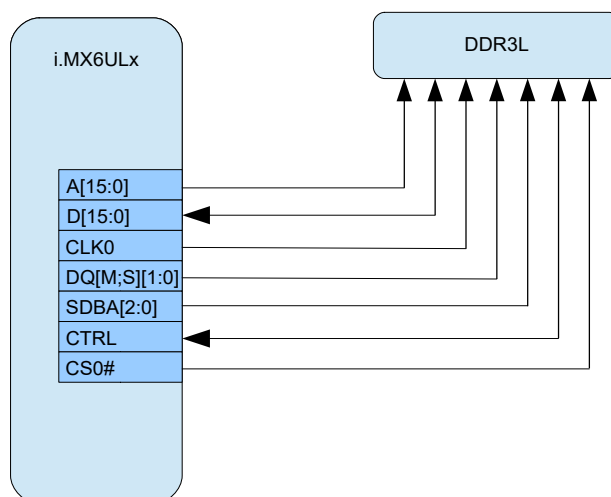 i.MX6ULx
DDR3L
A[15:0]
D[15:0]
CLK0
DQ[M;S][1:0]
SDBA[2:0]
CTRL
CS0#